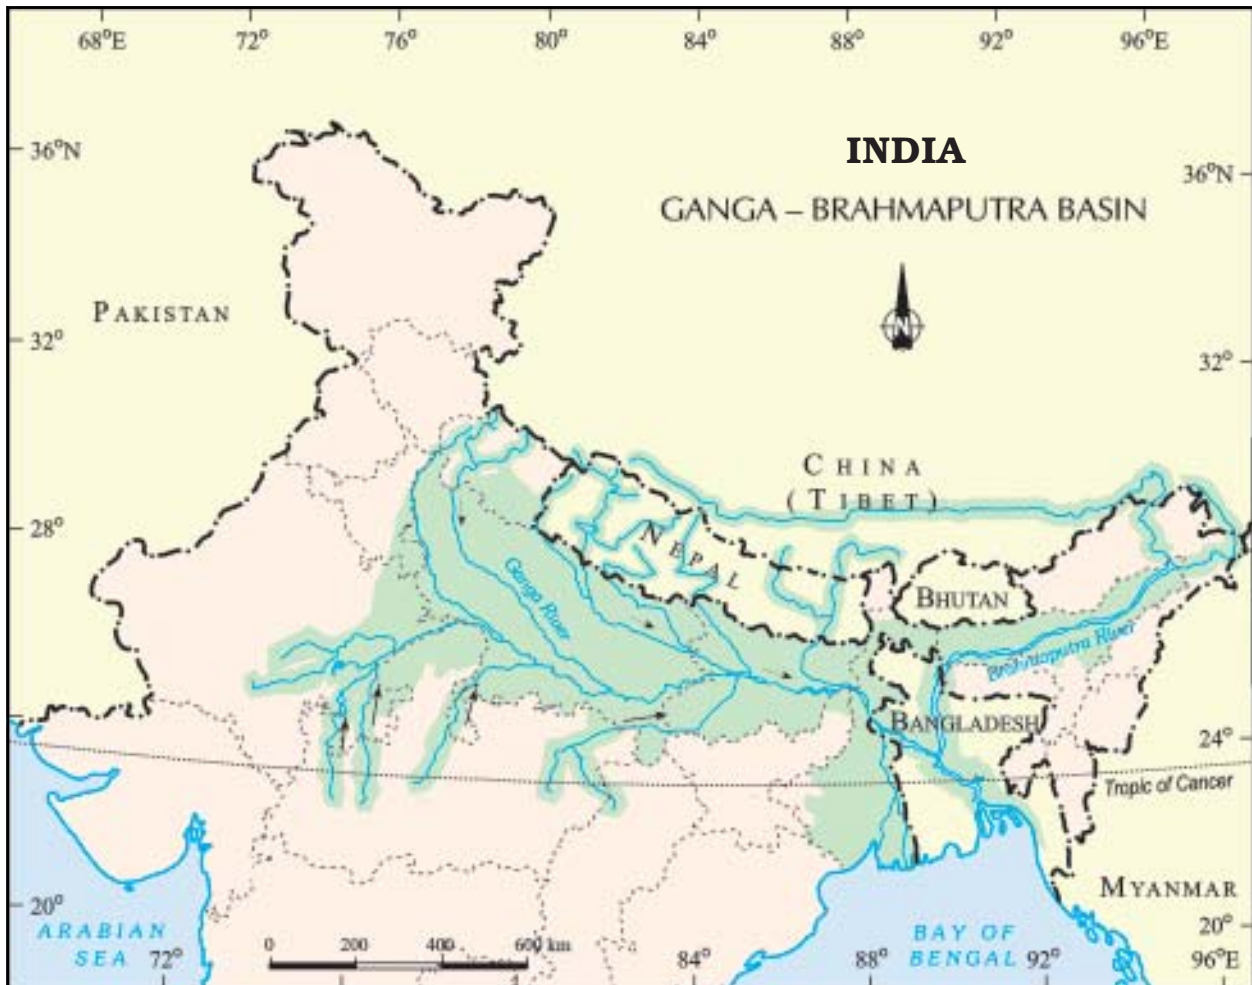 68°E 72° 76° 80° 84° 88° 92° 96°E
36°N
INDIA
36°N
GANGA – BRAHMAPUTRA BASIN
PAKISTAN
N
32°
32°
CHINA
(TIBET)
28°
NEPAL
BHUTAN
Ganga River
Brahmaputra River
BANGLADESH
24°
Tropic of Cancer
MYANMAR
20°
20°
ARABIAN
SEA
BAY OF
BENGAL
0 200 400 600 km
72° 84° 88° 92° 96°E